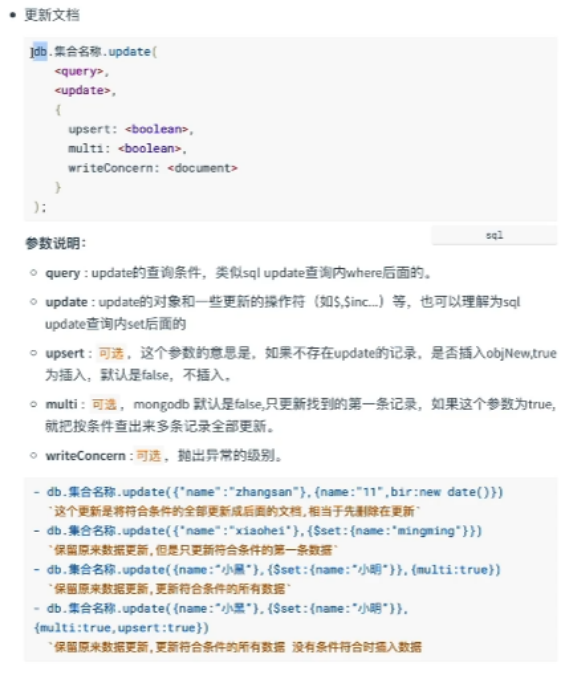 更新文档
db.集合名称.update(
<query>,
<update>,
{
upsert: <boolean>,
multi: <boolean>,
writeConcern: <document>
}
);
sql
参数说明：
query : update的查询条件，类似sql update查询内where后面的。
update : update的对象和一些更新的操作符（如$,$inc...）等，也可以理解为sql
update查询内set后面的
upsert : 可选，这个参数的意思是，如果不存在update的记录，是否插入objNew,true
为插入，默认是false，不插入。
multi : 可选，mongodb 默认是false,只更新找到的第一条记录，如果这个参数为true,
就把按条件查出来多条记录全部更新。
writeConcern : 可选，抛出异常的级别。
- db.集合名称.update({"name":"zhangsan"},{name:"11",bir:new date()})
`这个更新是将符合条件的全部更新成后面的文档,相当于先删除在更新`
- db.集合名称.update({"name":"xiaohei"},{$set:{name:"mingming"}})
`保留原来数据更新,但是只更新符合条件的第一条数据`
- db.集合名称.update({name:"小黑"},{$set:{name:"小明"}},{multi:true})
`保留原来数据更新,更新符合条件的所有数据`
- db.集合名称.update({name:"小黑"},{$set:{name:"小明"}},
{multi:true,upsert:true})
`保留原来数据更新,更新符合条件的所有数据 没有条件符合时插入数据